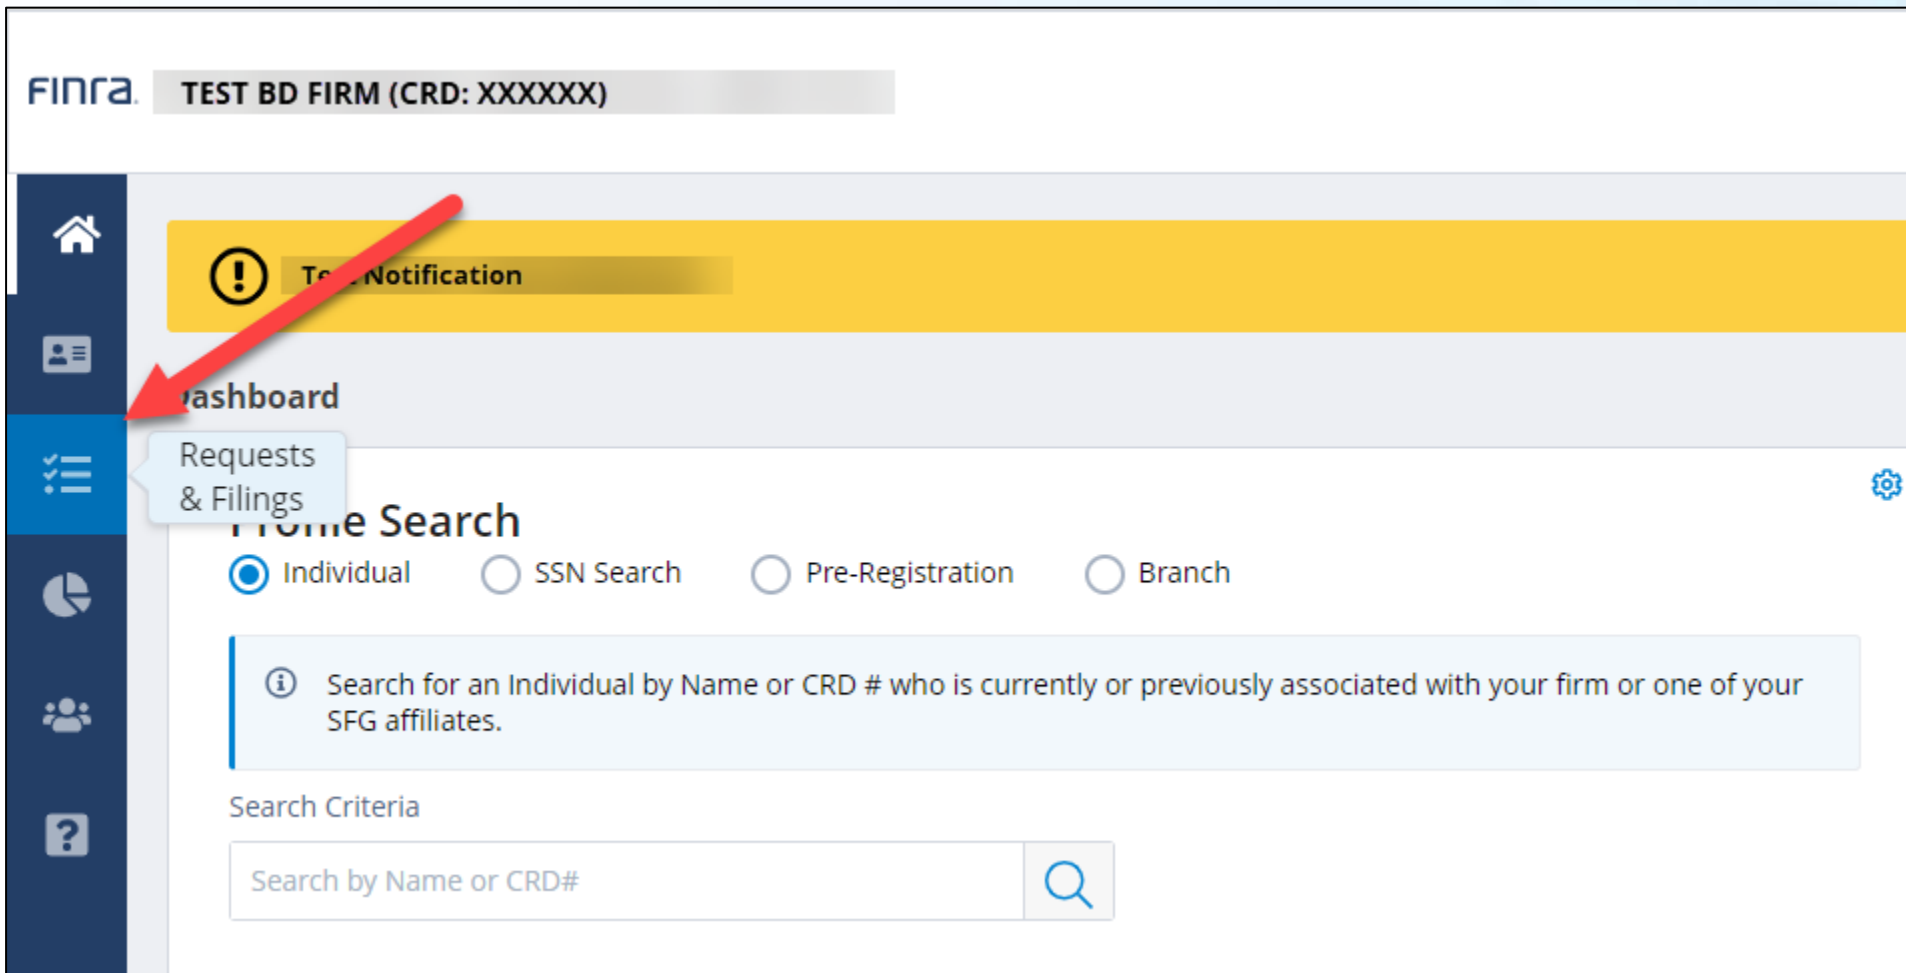 FINRA
TEST BD FIRM (CRD: XXXXXX)
Notification
Dashboard
Requests
& Filings
Profile Search
Individual
SSN Search
Pre-Registration
Branch
Search for an Individual by Name or CRD # who is currently or previously associated with your firm or one of your
SFG affiliates.
Search Criteria
Search by Name or CRD#